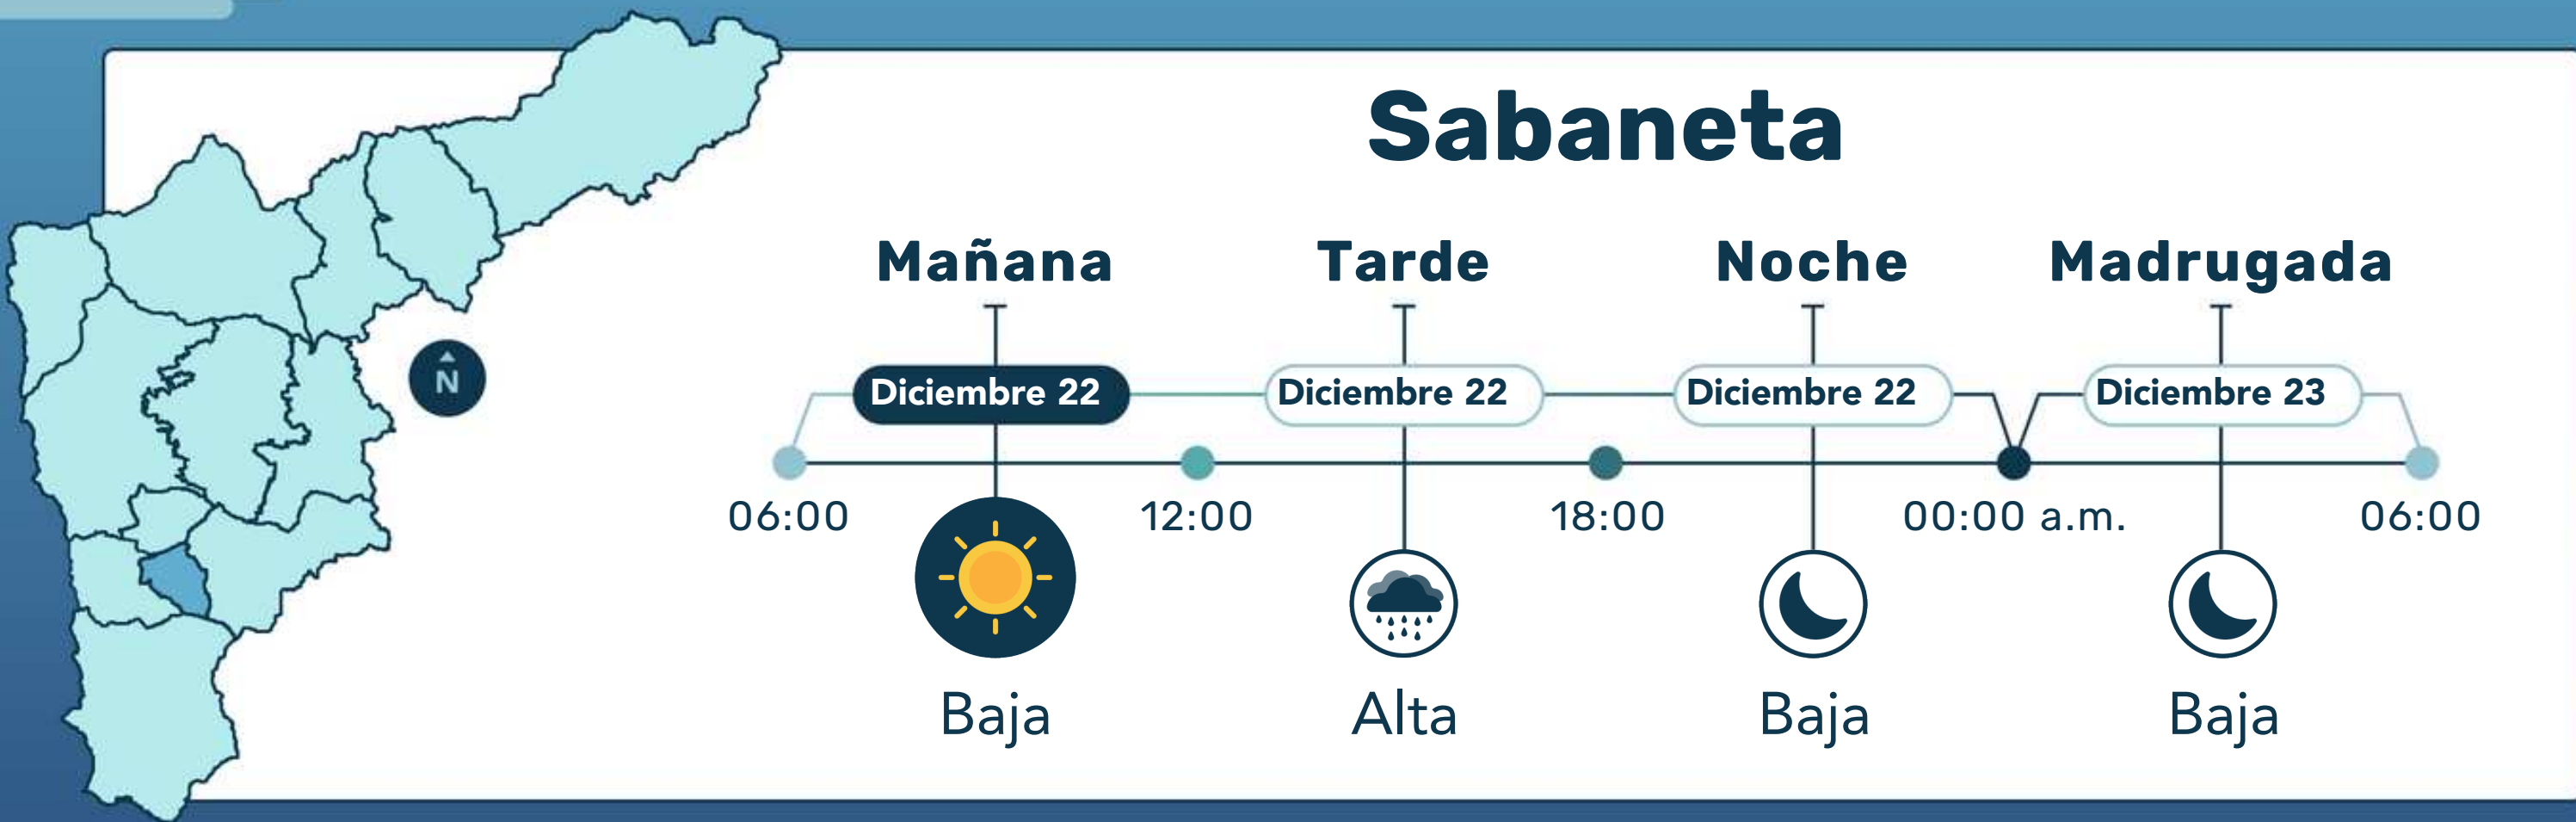 Sabaneta
Mañana Tarde Noche Madrugada
Diciembre 22 Diciembre 22 Diciembre 22 Diciembre 23
N
06:00 12:00 18:00 00:00 a.m. 06:00
Baja Alta Baja Baja